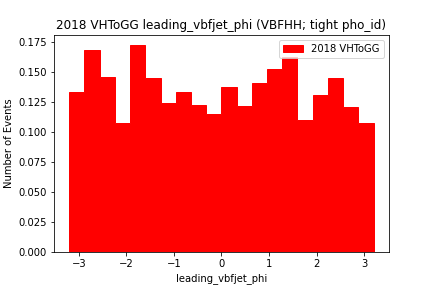 2018 VHToGG leading_vbfjet_phi (VBFHH; tight pho_id)
2018 VHToGG
0.175
0.150
0.125
0.100
0.075
0.050
0.025
0.000
Number of Events
−3 −2 −1 0 1 2 3
leading_vbfjet_phi